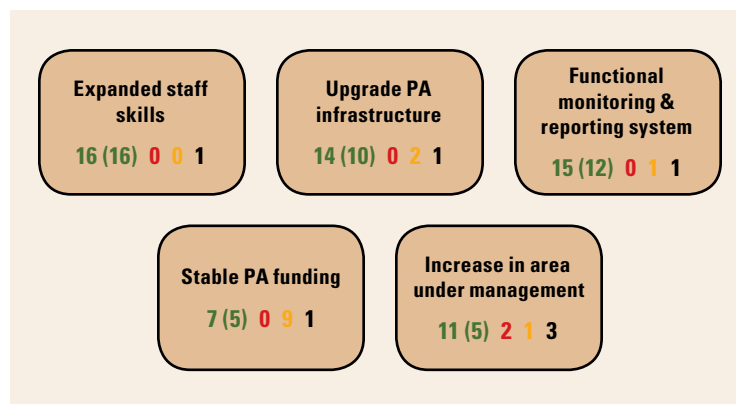 Expanded staff
skills
16 (16) 0 0 1
Upgrade PA
infrastructure
14 (10) 0 2 1
Functional
monitoring &
reporting system
15 (12) 0 1 1
Stable PA funding
7 (5) 0 9 1
Increase in area
under management
11 (5) 2 1 3